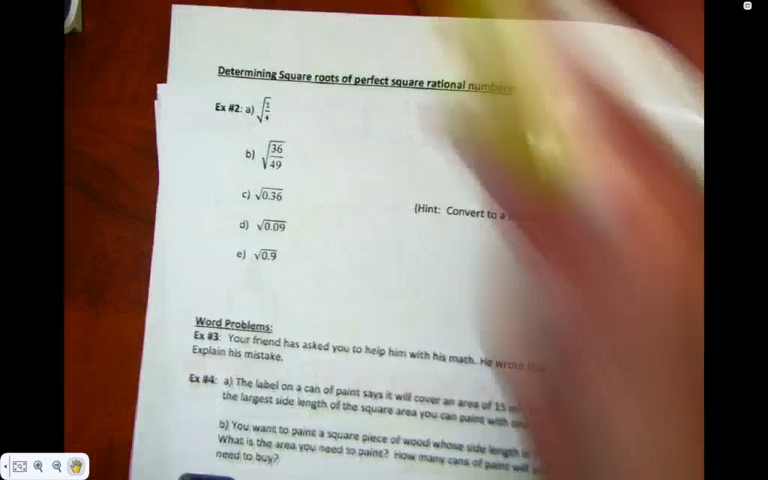 Determining Square roots of perfect square rational numbers:
Ex #2: a) √(1/4)
b) √(36/49)
c) √0.36
(Hint: Convert to a
d) √0.09
e) √0.9
Word Problems:
Ex #3: Your friend has asked you to help him with his math. He wrote
Explain his mistake.
Ex #4: a) The label on a can of paint says it will cover an area of 15
the largest side length of the square area you can paint with
b) You want to paint a square piece of wood whose side length is
What is the area you need to paint? How many cans of paint will
need to buy?